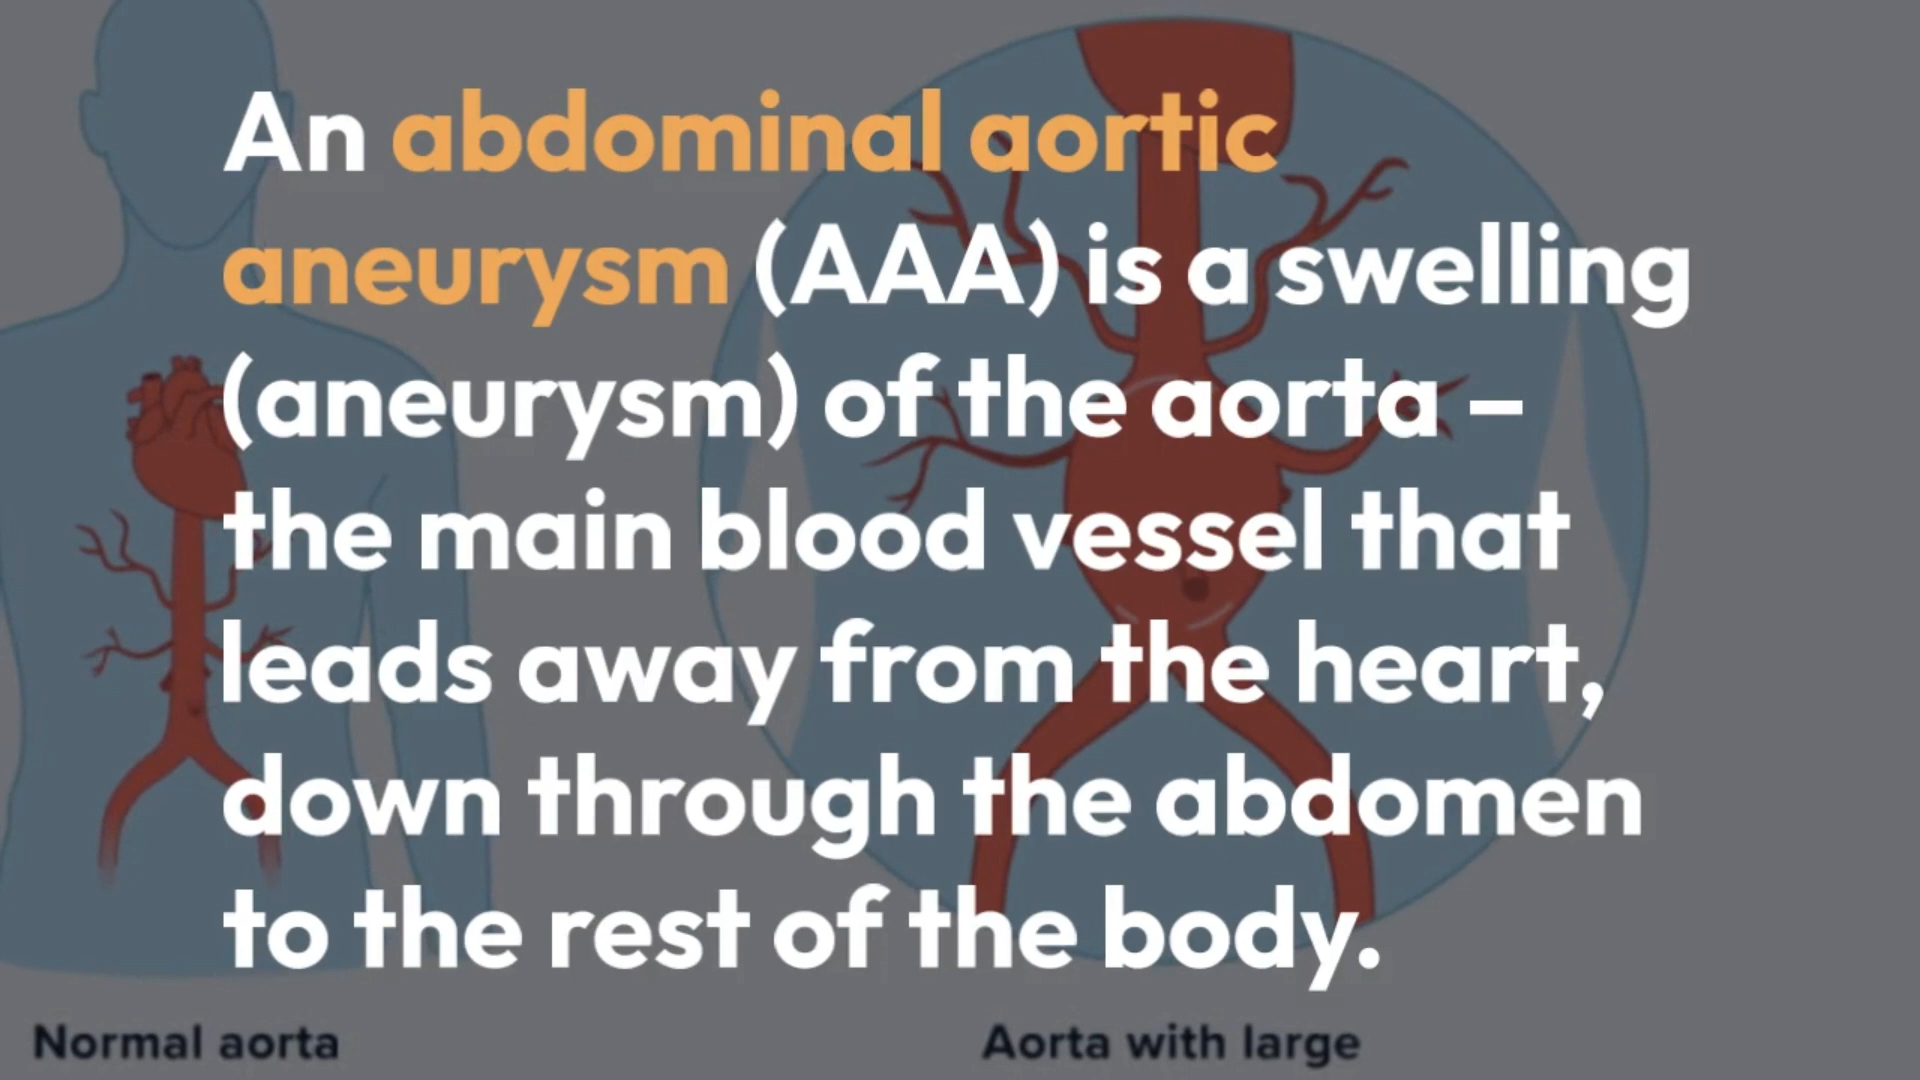 An abdominal aortic
aneurysm (AAA) is a swelling
(aneurysm) of the aorta –
the main blood vessel that
leads away from the heart,
down through the abdomen
to the rest of the body.
Normal aorta
Aorta with large